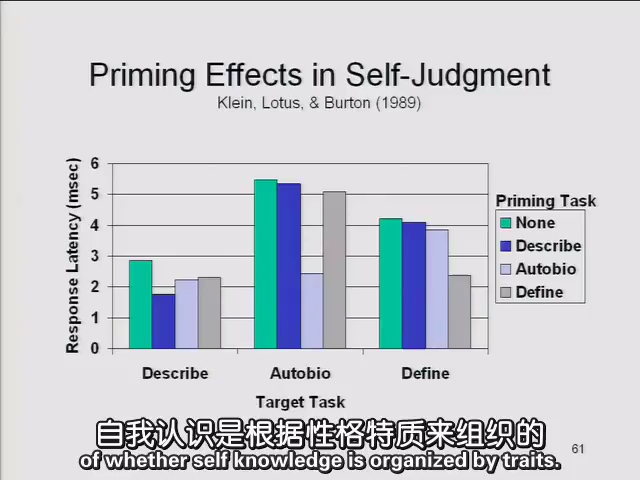 Priming Effects in Self-Judgment
Klein, Lotus, & Burton (1989)
Response Latency (msec)
6
5
4
3
2
1
0
Describe
Autobio
Define
Target Task
Priming Task
None
Describe
Autobio
Define
自我认识是根据性格特质来组织的
of whether self knowledge is organized by traits.
61